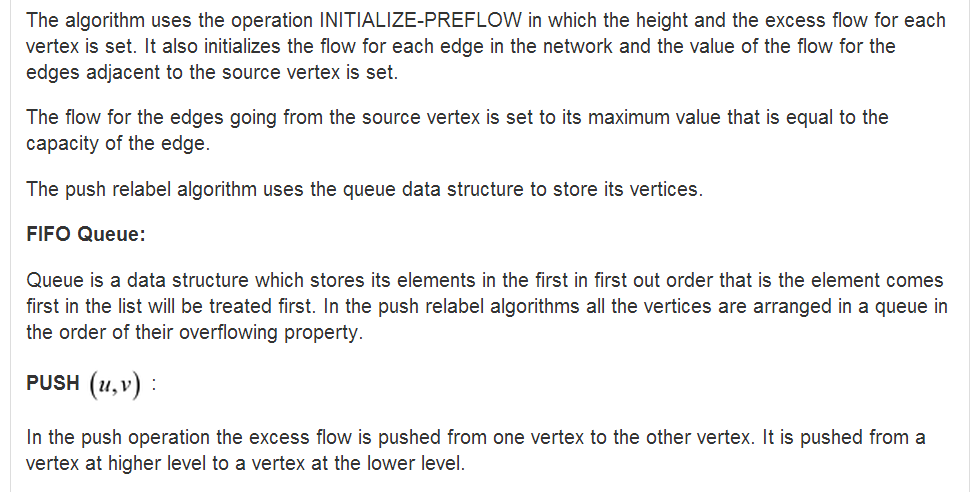 The algorithm uses the operation INITIALIZE-PREFLOW in which the height and the excess flow for each
vertex is set. It also initializes the flow for each edge in the network and the value of the flow for the
edges adjacent to the source vertex is set.
The flow for the edges going from the source vertex is set to its maximum value that is equal to the
capacity of the edge.
The push relabel algorithm uses the queue data structure to store its vertices.
FIFO Queue:
Queue is a data structure which stores its elements in the first in first out order that is the element comes
first in the list will be treated first. In the push relabel algorithms all the vertices are arranged in a queue in
the order of their overflowing property.
PUSH (u,v) :
In the push operation the excess flow is pushed from one vertex to the other vertex. It is pushed from a
vertex at higher level to a vertex at the lower level.